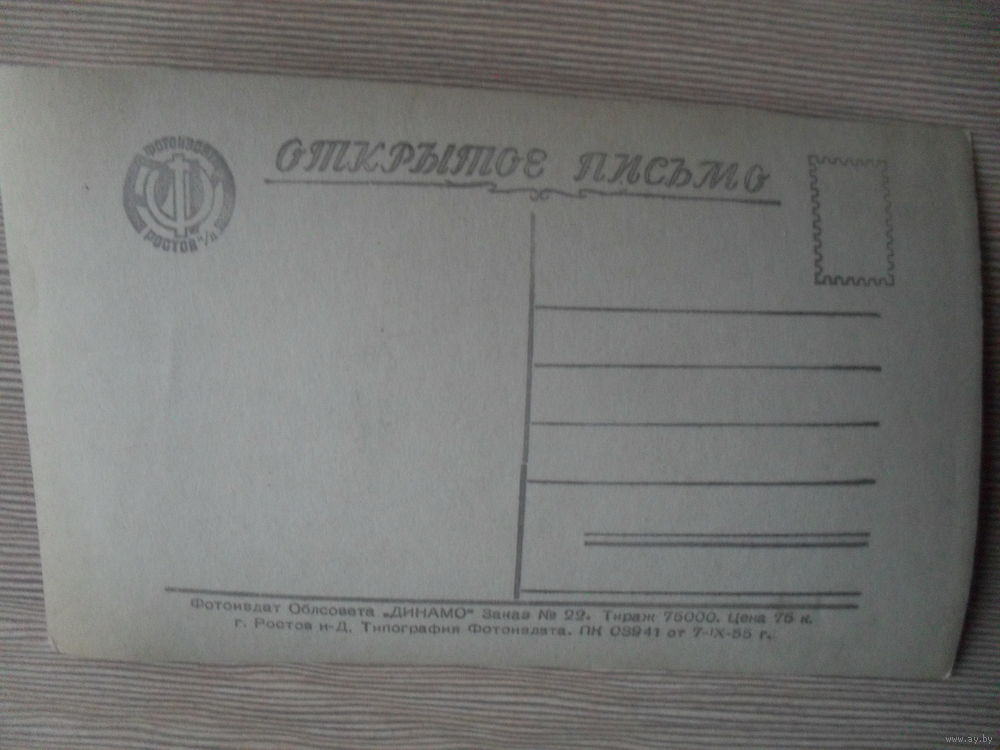 ОТКРЫТОЕ ПИСЬМО
ФОТОИЗДАТ
РОСТОВ н/Д
Фотоиздат Облсовета „ДИНАМО" Заказ № 22. Тираж 75000. Цена 75 к.
г. Ростов н-Д. Типография Фотоиздата. ПК 03941 от 7-IX-55 г.
www.ay.by